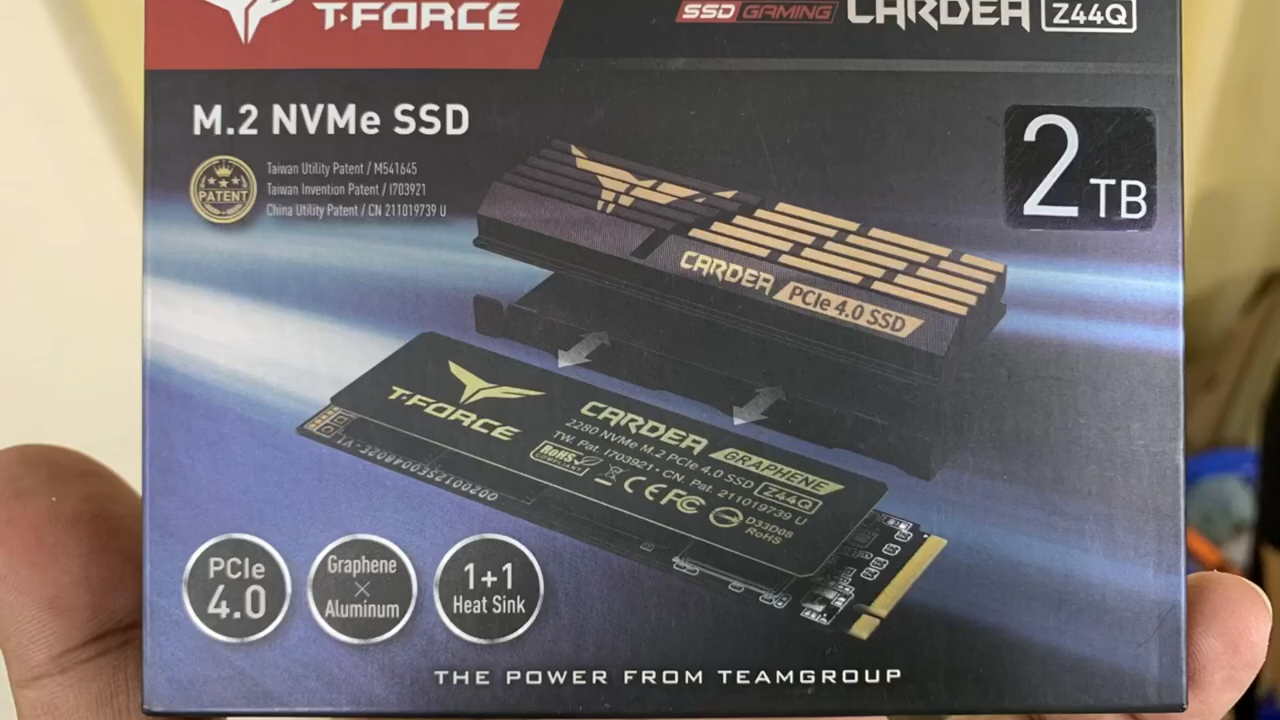 T-FORCE
SSD GAMING CARDEA Z44Q
M.2 NVMe SSD
2TB
PATENT
Taiwan Utility Patent / M541645
Taiwan Invention Patent / I703921
China Utility Patent / CN 211019739 U
CARDEA PCIe 4.0 SSD
T-FORCE
CARDEA GRAPHENE
2280 NVMe M.2 PCIe 4.0 SSD Z44Q
TW. Pat. I703921 • CN. Pat. 211019739 U
RoHS COMPLIANT CE FC D33D08 RoHS
PCIe 4.0
Graphene × Aluminum
1+1 Heat Sink
THE POWER FROM TEAMGROUP